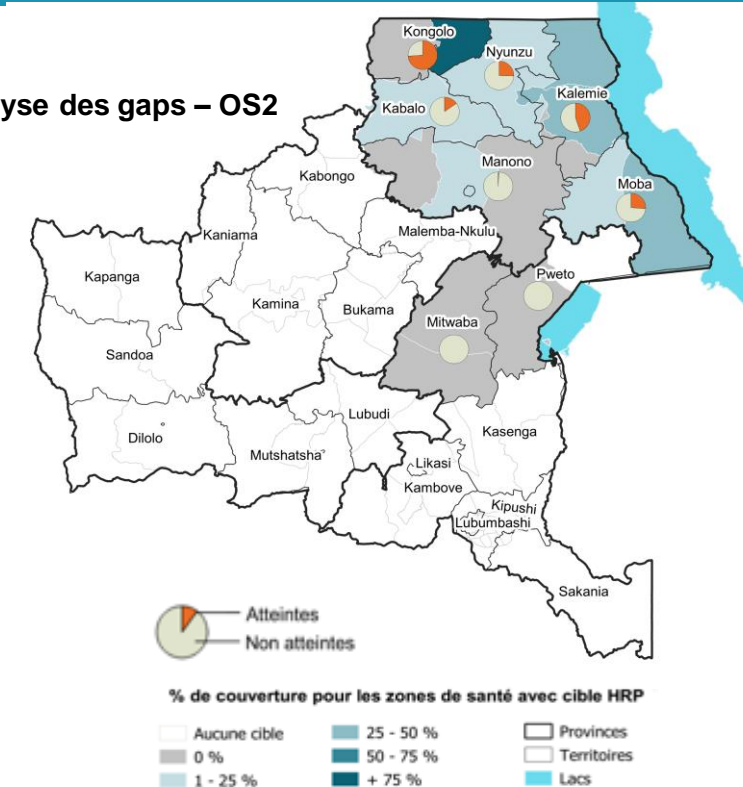 yse des gaps – OS2
Kongolo
Nyunzu
Kabalo
Kalemie
Manono
Moba
Kabongo
Kaniama
Malemba-Nkulu
Kapanga
Pweto
Kamina
Bukama
Mitwaba
Sandoa
Lubudi
Dilolo
Kasenga
Mutshatsha
Likasi
Kambove
Kipushi
Lubumbashi
Sakania
Atteintes
Non atteintes
% de couverture pour les zones de santé avec cible HRP
Aucune cible 25 - 50 % Provinces
0 % 50 - 75 % Territoires
1 - 25 % + 75 % Lacs